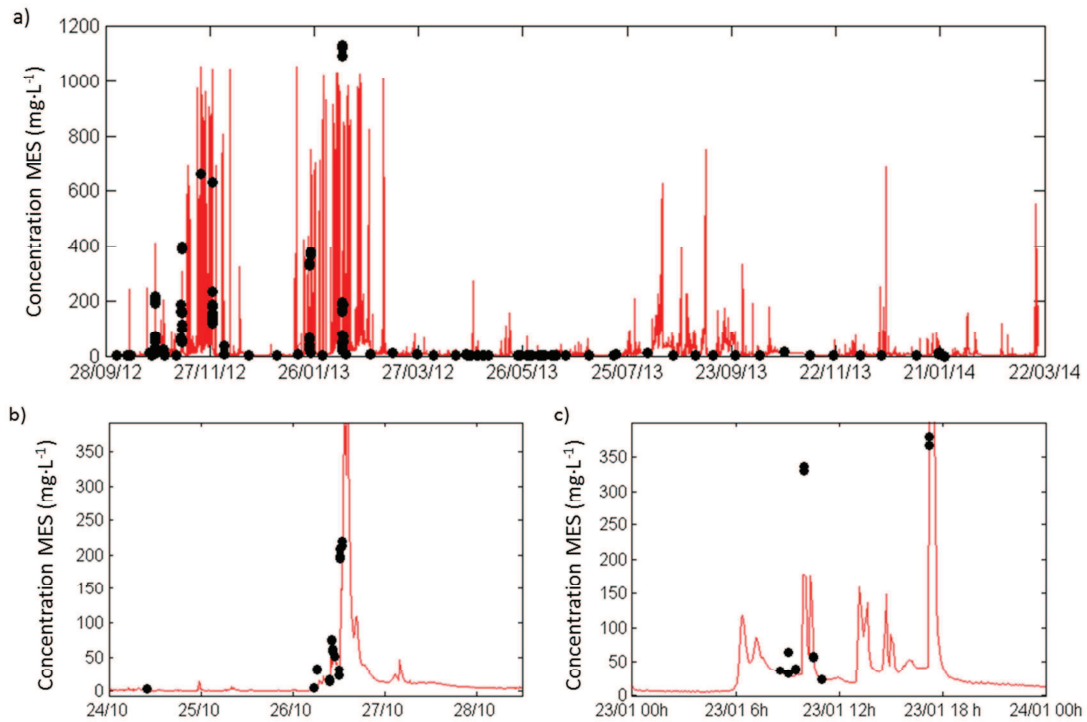 a)
Concentration MES (mg·L⁻¹)
1200
1000
800
600
400
200
0
28/09/12 27/11/12 26/01/13 27/03/12 26/05/13 25/07/13 23/09/13 22/11/13 21/01/14 22/03/14
b)
Concentration MES (mg·L⁻¹)
350
300
250
200
150
100
50
0
24/10 25/10 26/10 27/10 28/10
c)
Concentration MES (mg·L⁻¹)
350
300
250
200
150
100
50
0
23/01 00h 23/01 6h 23/01 12h 23/01 18h 24/01 00h